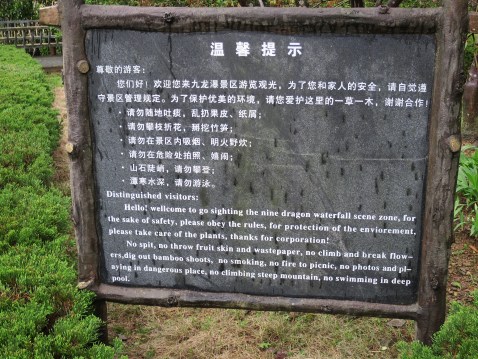 温馨提示
尊敬的游客：
您们好！欢迎您来九龙瀑景区游览观光，为了您和家人的安全，请自觉遵
守景区管理规定。为了保护优美的环境，请您爱护这里的一草一木，谢谢合作！
·请勿随地吐痰，乱扔果皮、纸屑；
·请勿攀枝折花，掰挖竹笋；
·请勿在景区内吸烟、明火野炊；
·请勿在危险处拍照、嬉闹；
·山石陡峭，请勿攀登；
·潭寒水深，请勿游泳。
Distinguished visitors:
Hello! wellcome to go sighting the nine dragon waterfull scene zone, for
the sake of safety, please obey the rules, for protection of the enviorement,
please take care of the plants, thanks for corporation!
No spit, no throw fruit skin and wastepaper, no climb and break flow-
ers,dig out bamboo shoots, no smoking, no fire to picnic, no photos and pl-
aying in dangerous place, no climbing steep mountain, no swimming in deep
pool.